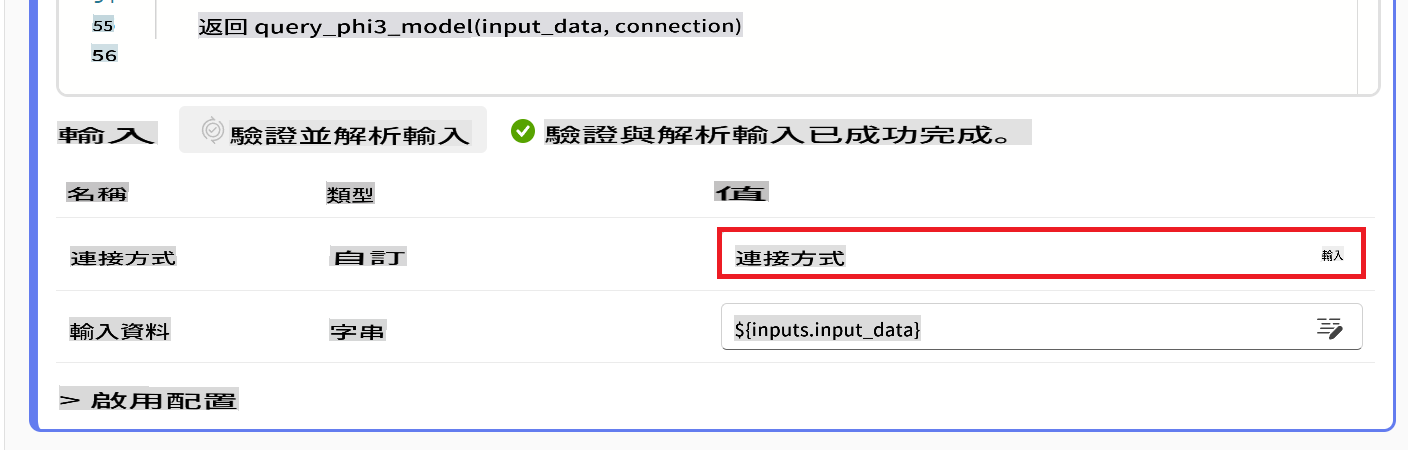 55 返回 query_phi3_model(input_data, connection)
56
輸入 驗證並解析輸入 驗證與解析輸入已成功完成。
名稱 類型 值
連接方式 自訂 連接方式 輸入
輸入資料 字串 ${inputs.input_data}
> 啟用配置